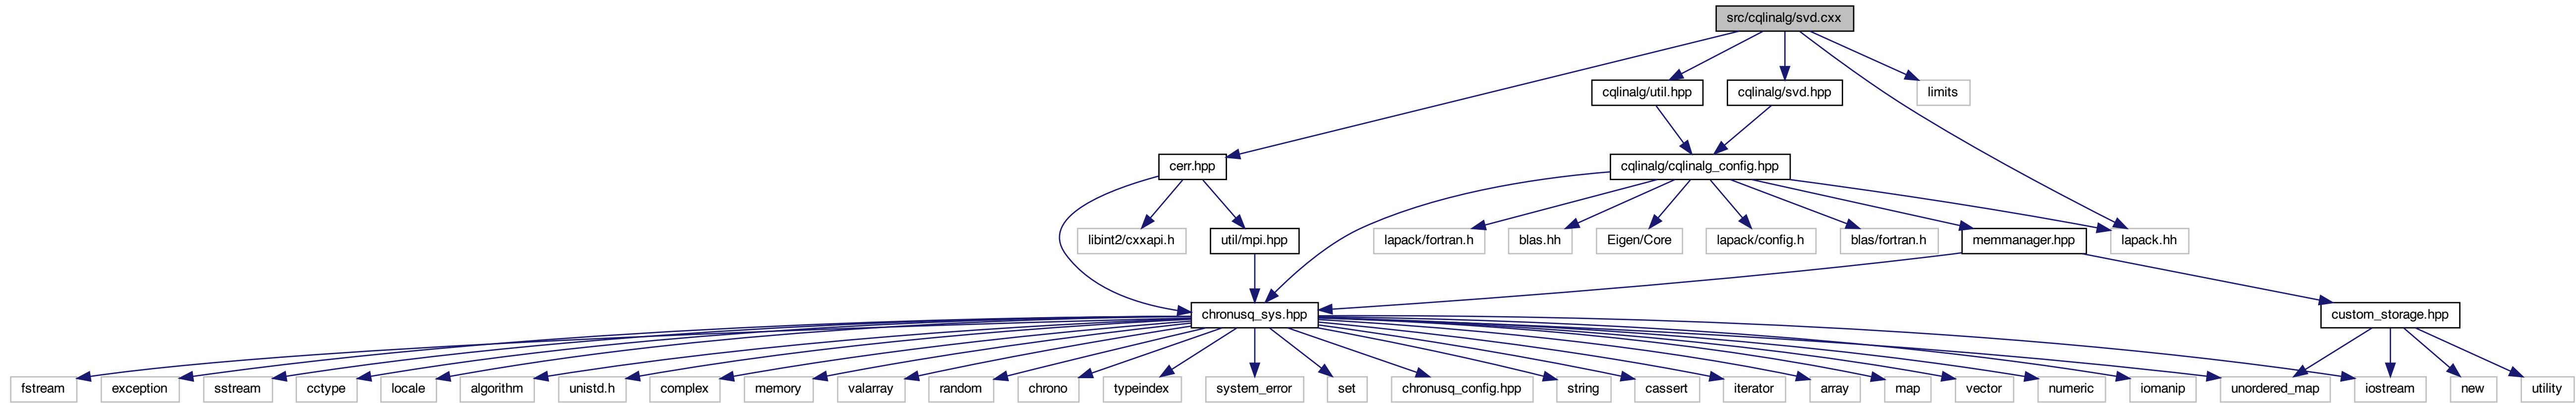 src/cqlinalg/svd.cxx
cqlinalg/util.hpp
cqlinalg/svd.hpp
limits
cerr.hpp
cqlinalg/cqlinalg_config.hpp
libint2/cxxapi.h
util/mpi.hpp
lapack/fortran.h
blas.hh
Eigen/Core
lapack/config.h
blas/fortran.h
memmanager.hpp
lapack.hh
chronusq_sys.hpp
custom_storage.hpp
fstream
exception
sstream
cctype
locale
algorithm
unistd.h
complex
memory
valarray
random
chrono
typeindex
system_error
set
chronusq_config.hpp
string
cassert
iterator
array
map
vector
numeric
iomanip
unordered_map
iostream
new
utility